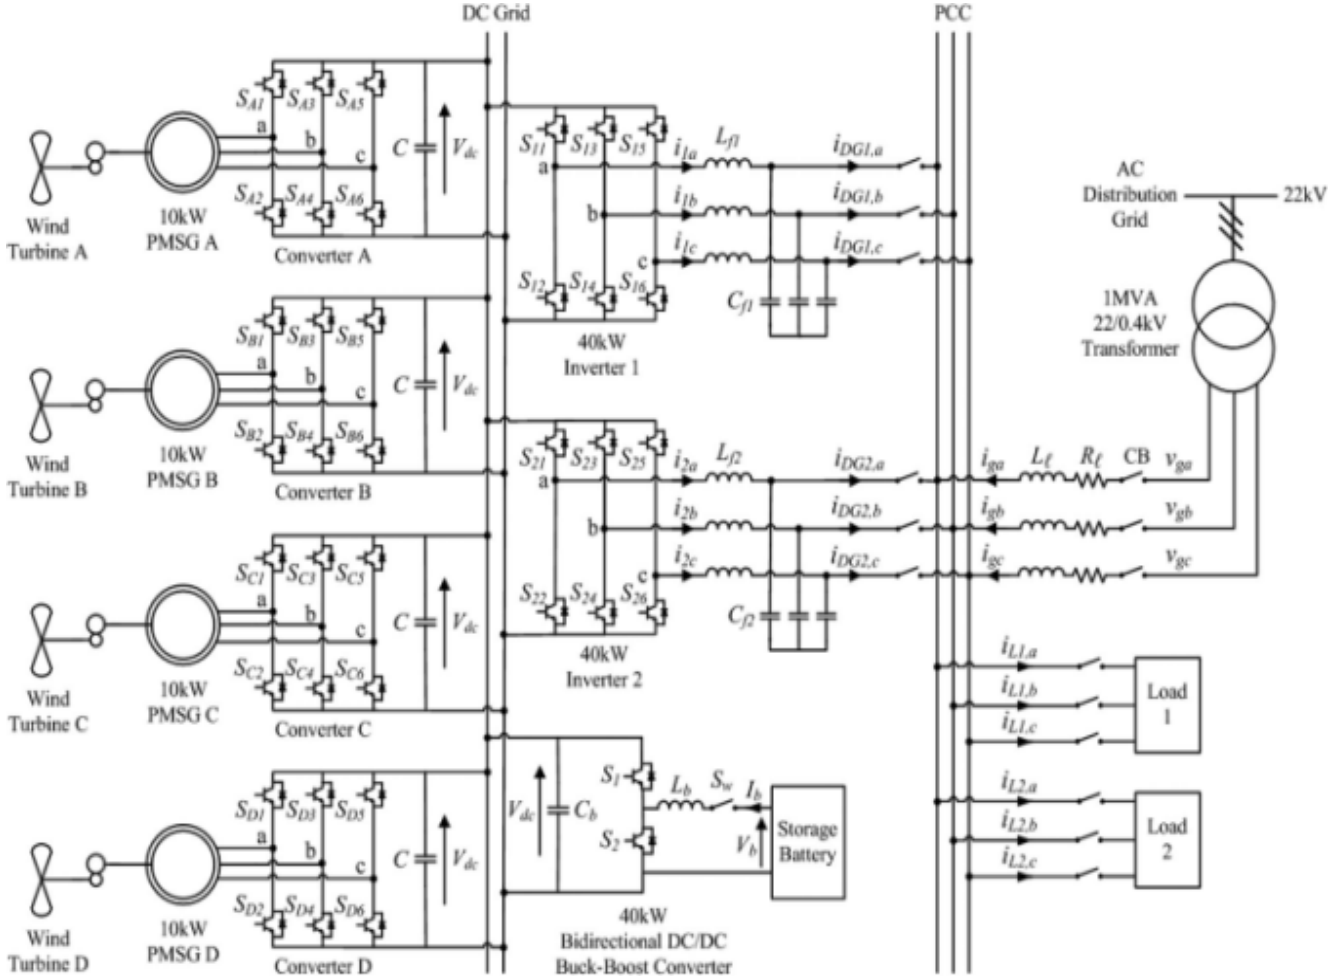 DC Grid
PCC
S_A1 S_A3 S_A5
a
b
c
C
V_dc
S_A2 S_A4 S_A6
Wind
Turbine A
10kW
PMSG A
Converter A
S_B1 S_B3 S_B5
a
b
c
C
V_dc
S_B2 S_B4 S_B6
Wind
Turbine B
10kW
PMSG B
Converter B
S_C1 S_C3 S_C5
a
b
c
C
V_dc
S_C2 S_C4 S_C6
Wind
Turbine C
10kW
PMSG C
Converter C
S_D1 S_D3 S_D5
a
b
c
C
V_dc
S_D2 S_D4 S_D6
Wind
Turbine D
10kW
PMSG D
Converter D
S_11 S_13 S_15
a
b
c
S_12 S_14 S_16
i_1a L_f1 i_DG1,a
i_1b i_DG1,b
i_1c i_DG1,c
C_f1
40kW
Inverter 1
S_21 S_23 S_25
a
b
c
S_22 S_24 S_26
i_2a L_f2 i_DG2,a
i_2b i_DG2,b
i_2c i_DG2,c
C_f2
40kW
Inverter 2
V_dc
C_b
S_1
S_2
L_b S_w I_b
V_b
Storage
Battery
40kW
Bidirectional DC/DC
Buck-Boost Converter
AC
Distribution
Grid
22kV
1MVA
22/0.4kV
Transformer
i_ga L_ℓ R_ℓ CB v_ga
i_gb v_gb
i_gc v_gc
i_L1,a
i_L1,b
i_L1,c
Load
1
i_L2,a
i_L2,b
i_L2,c
Load
2